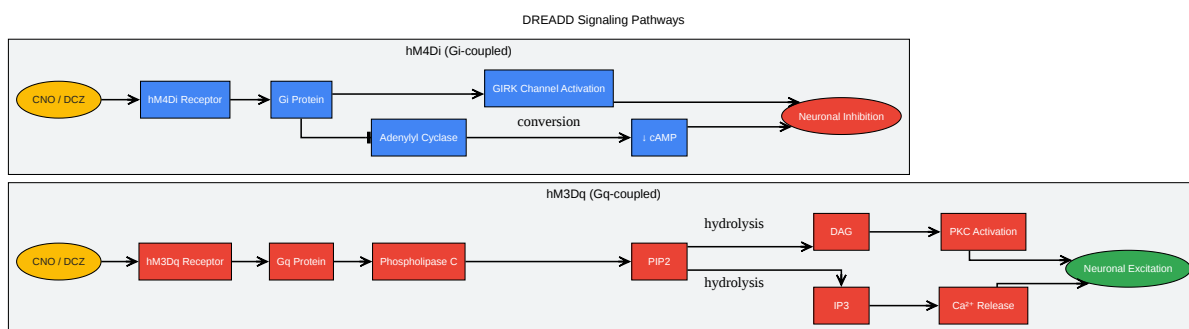 DREADD Signaling Pathways
hM4Di (Gi-coupled)
CNO / DCZ
hM4Di Receptor
Gi Protein
GIRK Channel Activation
Adenylyl Cyclase
conversion
↓ cAMP
Neuronal Inhibition
hM3Dq (Gq-coupled)
CNO / DCZ
hM3Dq Receptor
Gq Protein
Phospholipase C
PIP2
hydrolysis
hydrolysis
DAG
PKC Activation
IP3
Ca²⁺ Release
Neuronal Excitation